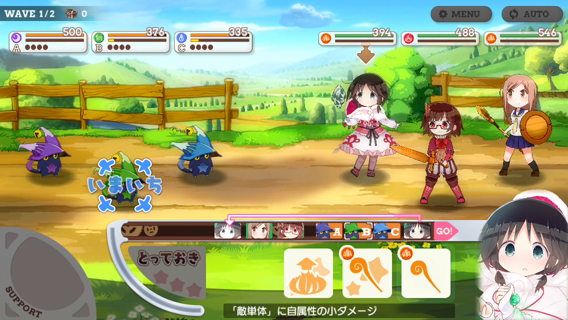 WAVE 1/2 0
MENU
AUTO
500
A
376
B
335
C
394
488
546
いまいち
A B C GO!
とっておき
SUPPORT
「敵単体」に自属性の小ダメージ